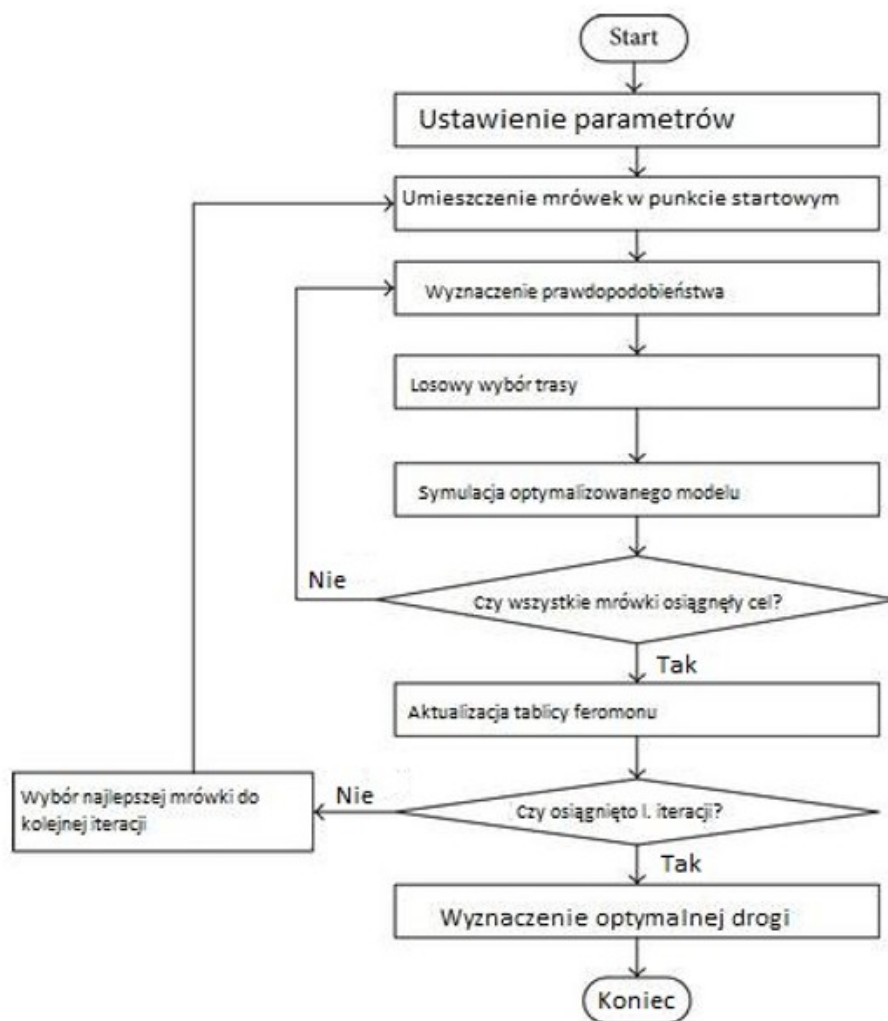 Start
Ustawienie parametrów
Umieszczenie mrówek w punkcie startowym
Wyznaczenie prawdopodobieństwa
Losowy wybór trasy
Symulacja optymalizowanego modelu
Nie
Czy wszystkie mrówki osiągnęły cel?
Tak
Aktualizacja tablicy feromonu
Wybór najlepszej mrówki do
kolejnej iteracji
Nie
Czy osiągnięto l. iteracji?
Tak
Wyznaczenie optymalnej drogi
Koniec